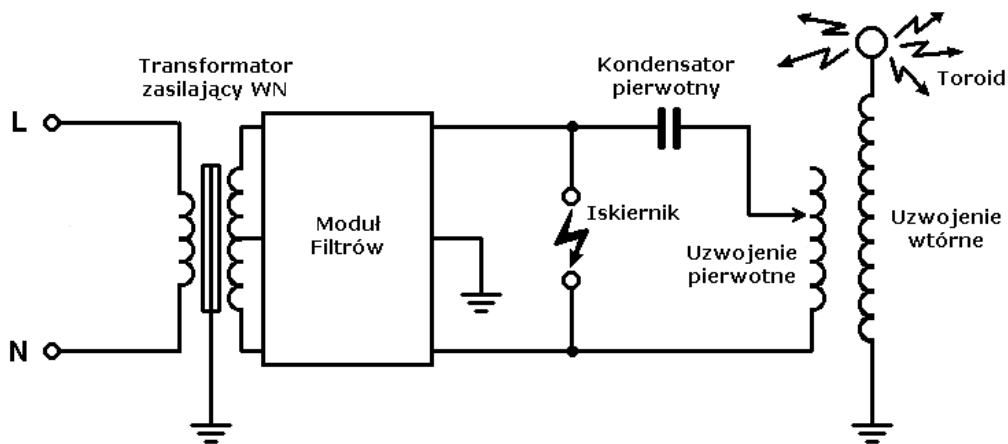 Transformator
zasilający WN
Kondensator
pierwotny
Toroid
L
Moduł
Filtrów
Iskiernik
Uzwojenie
pierwotne
Uzwojenie
wtórne
N